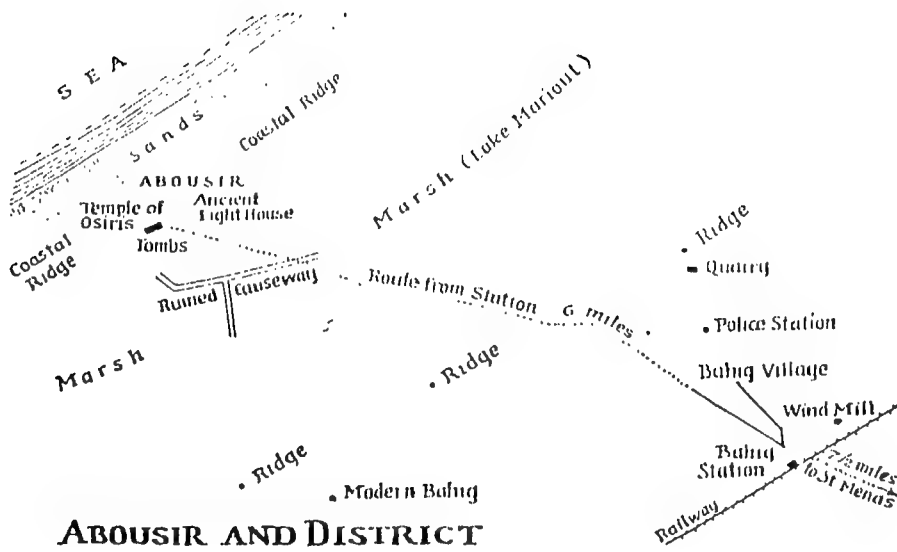 SEA
Sands
Coastal Ridge
Marsh (Lake Mariout)
ABOUSIR
Temple of
Osiris
Ancient
Light House
Tombs
Coastal
Ridge
Ruined Causeway
Route from Station 6 miles
Ridge
Quarry
Police Station
Marsh
Ridge
Bahig Village
Wind Mill
Bahig
Station
7½ miles
to St Menas
Ridge
Modern Bahig
Railway
ABOUSIR AND DISTRICT